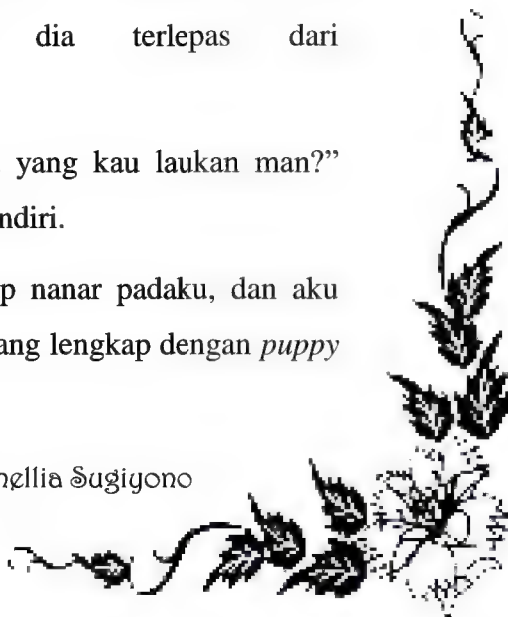 dia terlepas dari
yang kau laukan man?”
ndiri.
p nanar padaku, dan aku
ang lengkap dengan puppy
nellia Sugiyono